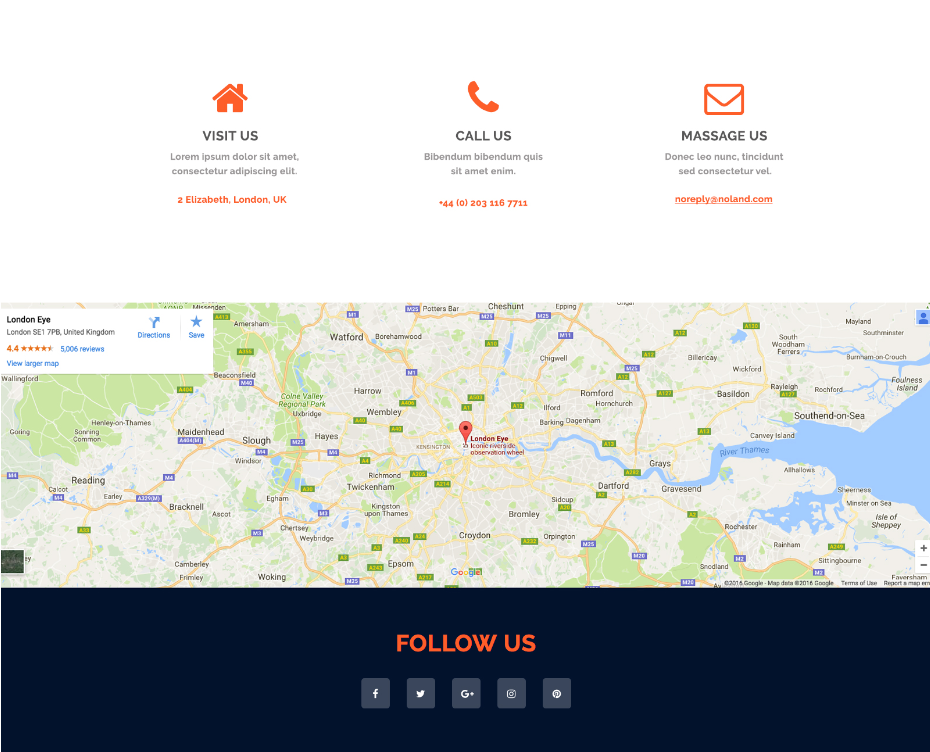 VISIT US
Lorem ipsum dolor sit amet,
consectetur adipiscing elit.
2 Elizabeth, London, UK
CALL US
Bibendum bibendum quis
sit amet enim.
+44 (0) 203 116 7711
MASSAGE US
Donec leo nunc, tincidunt
sed consectetur vel.
noreply@noland.com
London Eye
London SE1 7PB, United Kingdom
4.4
5,006 reviews
View larger map
Directions
Save
Amersham
Watford
Borehamwood
Potters Bar
Cheshunt
Epping
Chigwell
Billericay
South
Woodham
Ferrers
Mayland
Southminster
Burnham-on-Crouch
Foulness
Island
Wickford
Rayleigh
Rochford
Basildon
Southend-on-Sea
Canvey Island
Wallingford
Beaconsfield
Colne Valley
Regional Park
Uxbridge
Harrow
Wembley
Romford
Hornchurch
Ilford
Barking
Dagenham
Henley-on-Thames
Goring
Sonning
Common
Maidenhead
Slough
Hayes
Windsor
KENSINGTON
London Eye
Iconic riverside
observation wheel
River Thames
Grays
Reading
Calcot
Earley
Richmond
Twickenham
Dartford
Gravesend
Allhallows
Sheerness
Minster on Sea
Isle of
Sheppey
Bracknell
Ascot
Egham
Kingston
upon Thames
Bromley
Sidcup
Chertsey
Weybridge
Croydon
Orpington
Rochester
Rainham
Sittingbourne
Camberley
Frimley
Woking
Epsom
Snodland
Faversham
Google
©2016 Google - Map data ©2016 Google
Terms of Use
Report a map err
FOLLOW US